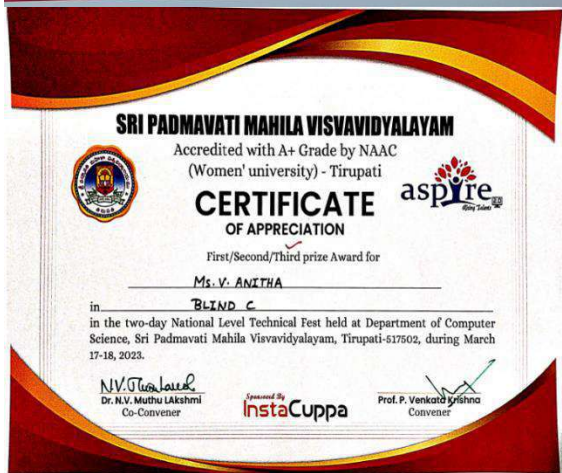 SRI PADMAVATI MAHILA VISVAVIDYALAYAM
Accredited with A+ Grade by NAAC
(Women' university) - Tirupati
aspire
Rising Talents
CERTIFICATE
OF APPRECIATION
First/Second/Third prize Award for
Ms. V. ANITHA
in BLIND C
in the two-day National Level Technical Fest held at Department of Computer
Science, Sri Padmavati Mahila Visvavidyalayam, Tirupati-517502, during March
17-18, 2023.
Dr. N.V. Muthu LAkshmi
Co-Convener
Sponsored By
InstaCuppa
Prof. P. Venkata Krishna
Convener